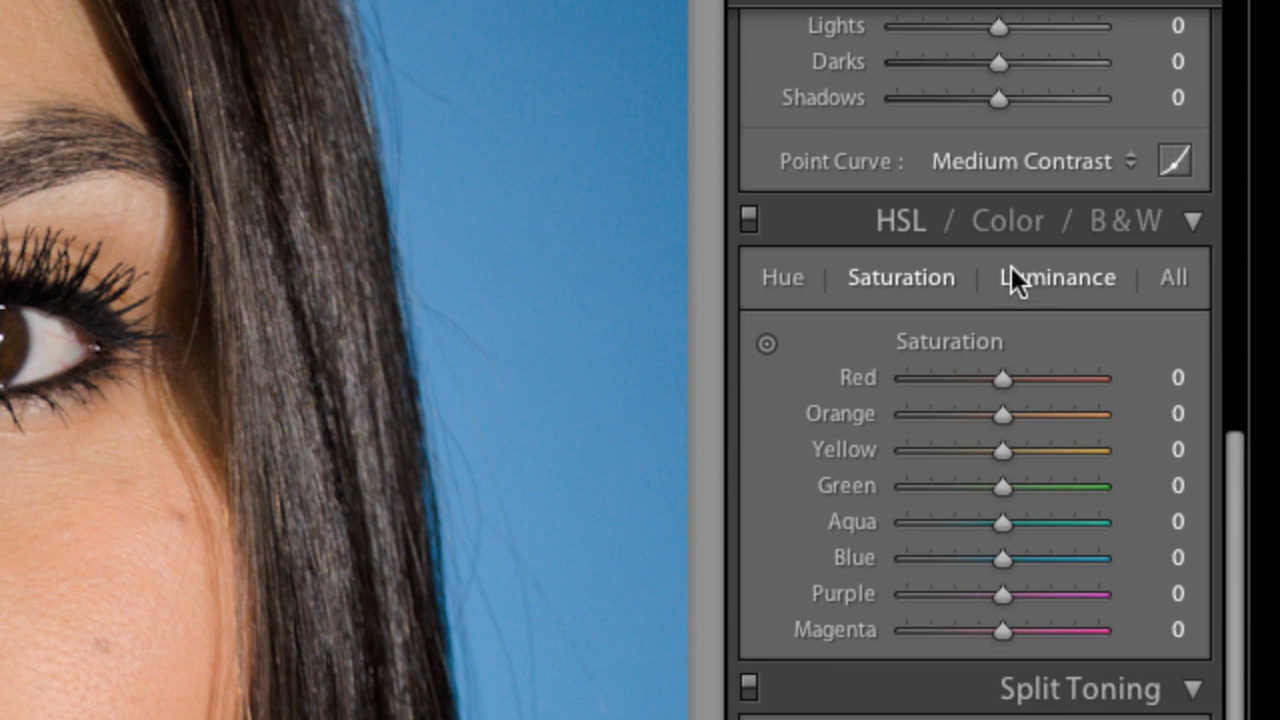 Lights 0
Darks 0
Shadows 0
Point Curve : Medium Contrast
HSL / Color / B & W
Hue | Saturation | Luminance | All
Saturation
Red 0
Orange 0
Yellow 0
Green 0
Aqua 0
Blue 0
Purple 0
Magenta 0
Split Toning